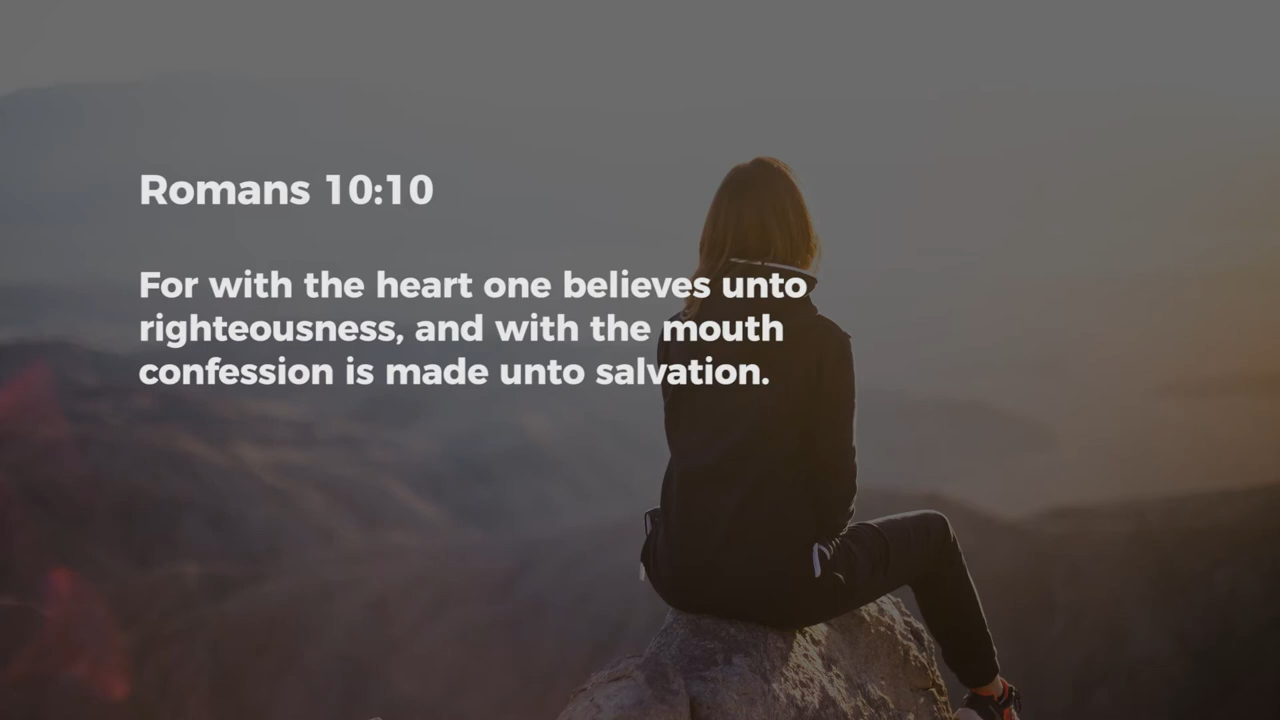 Romans 10:10
For with the heart one believes unto
righteousness, and with the mouth
confession is made unto salvation.